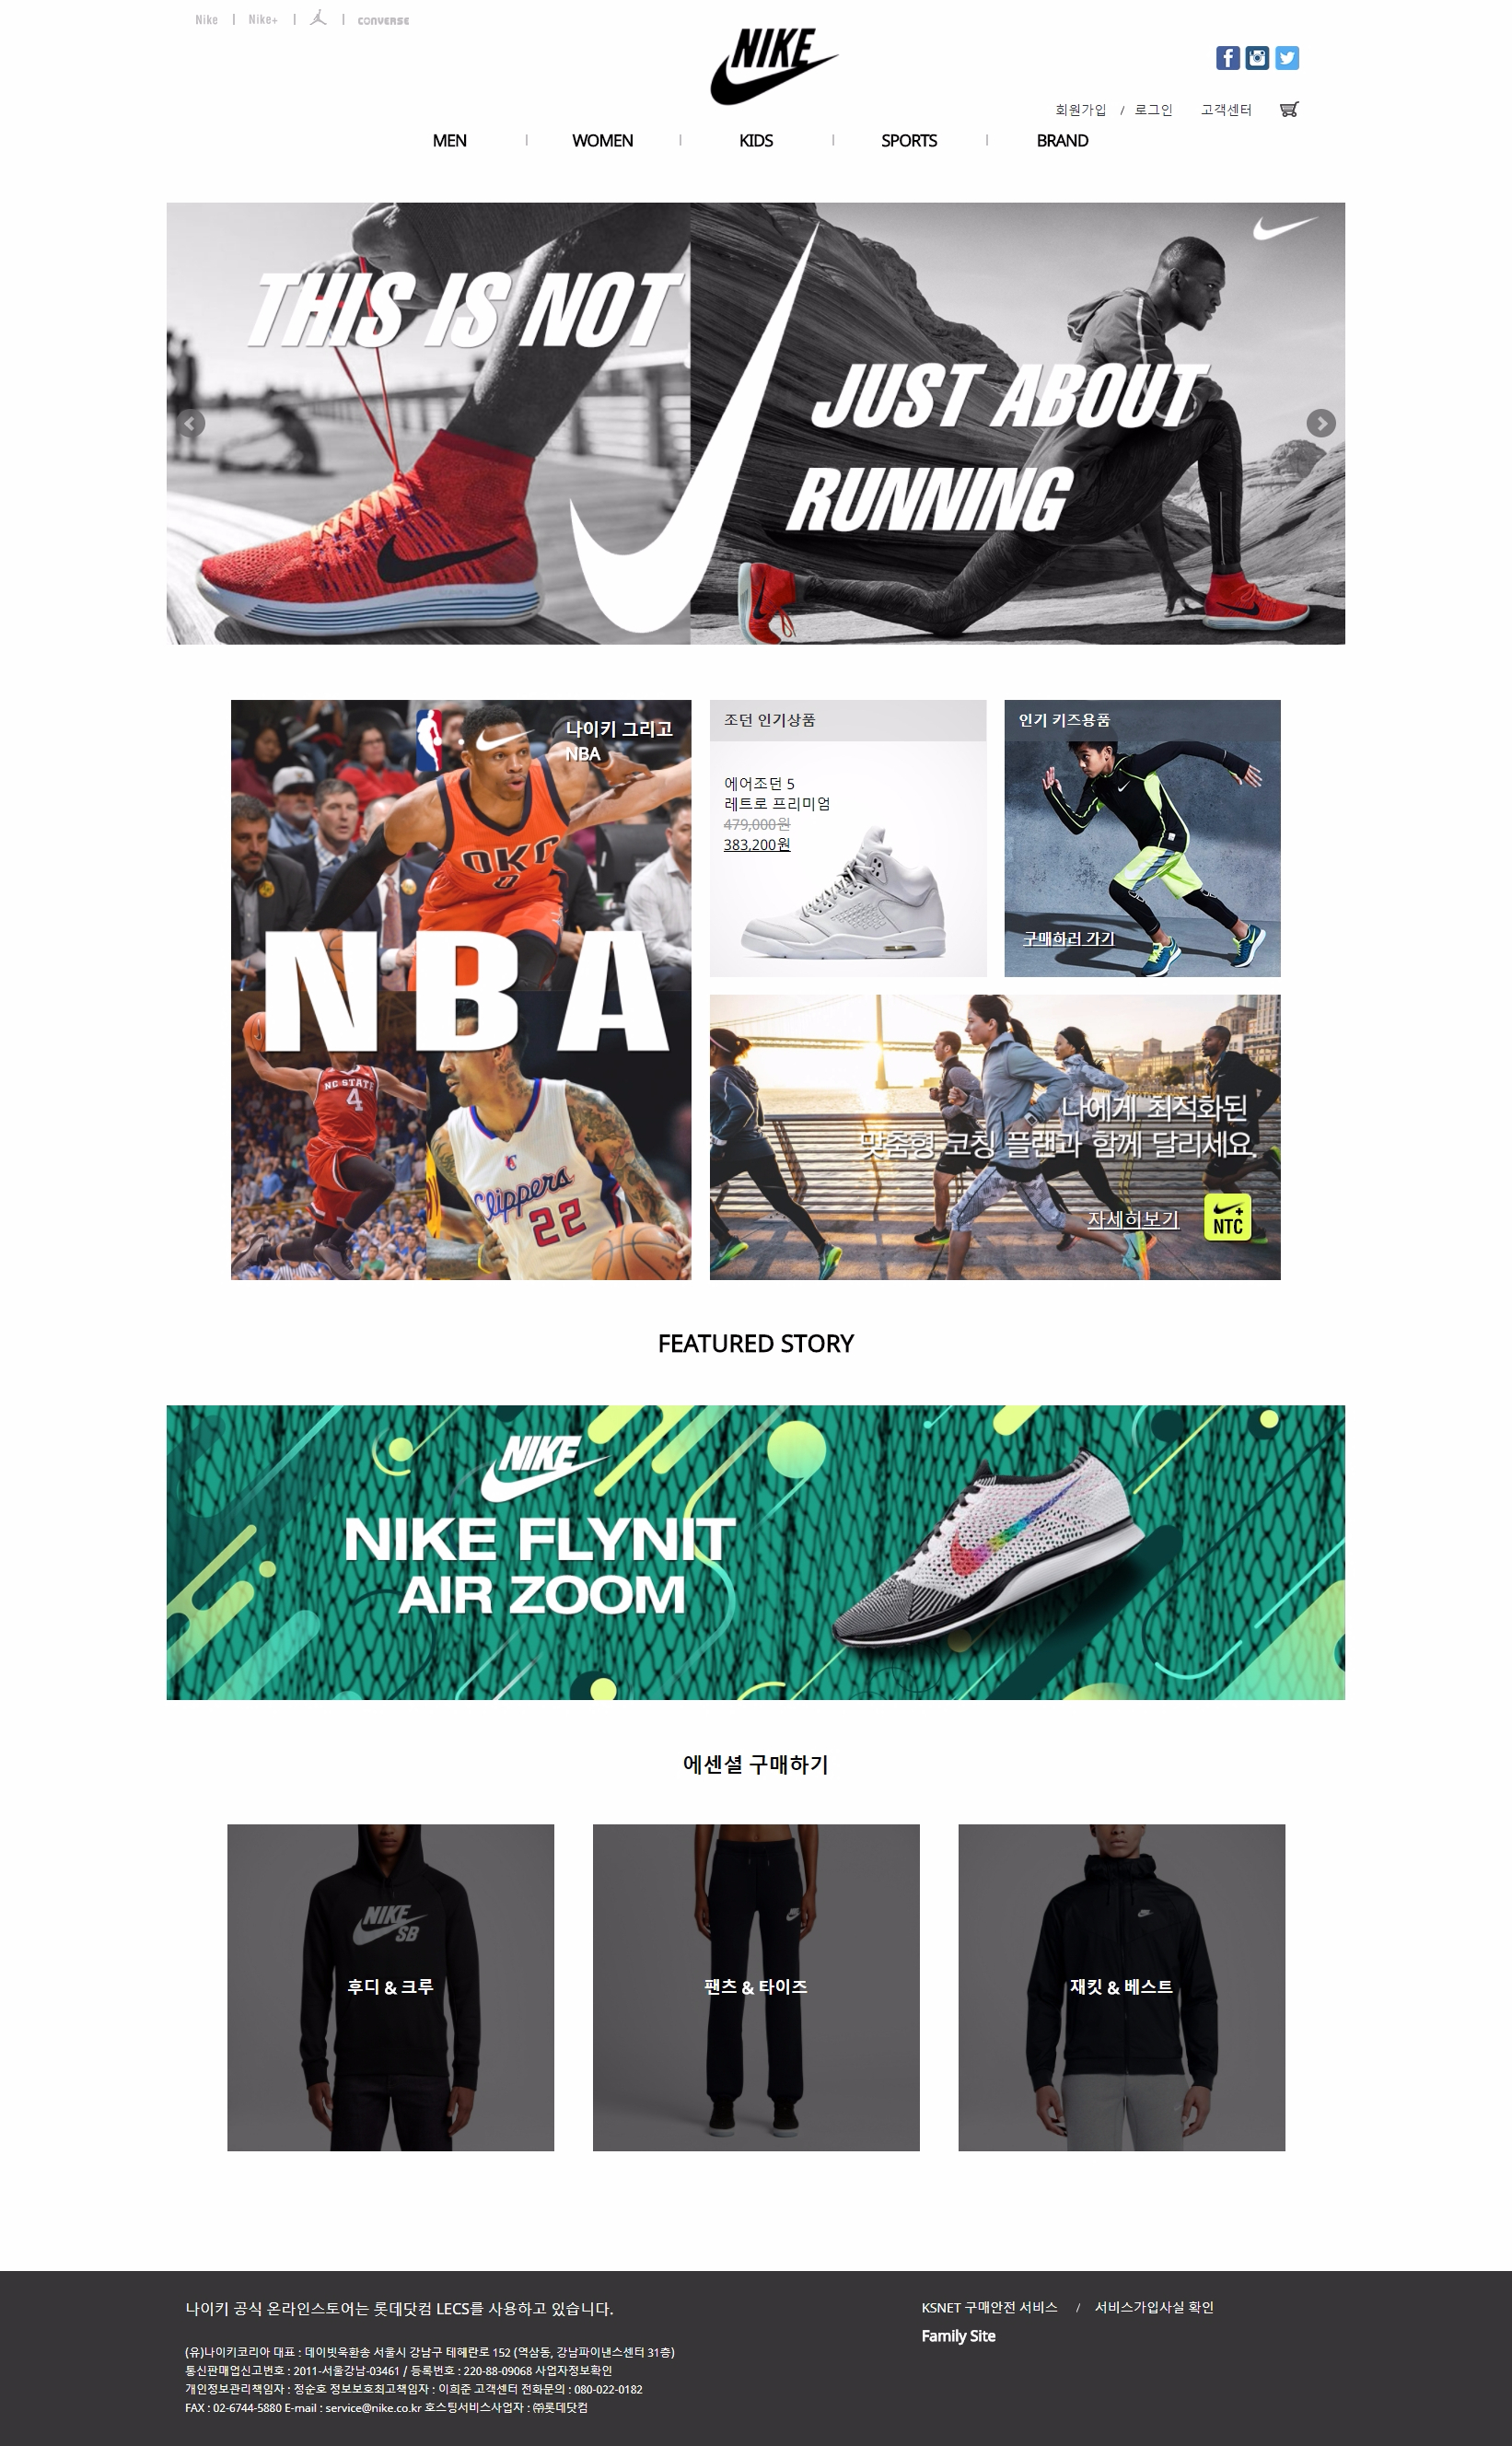 Nike | Nike+ | | CONVERSE
NIKE
회원가입 / 로그인 고객센터
MEN | WOMEN | KIDS | SPORTS | BRAND
THIS IS NOT
JUST ABOUT
RUNNING
나이키 그리고
NBA
OKC
0
NBA
NC STATE
4
Clippers
22
조던 인기상품
에어조던 5
레트로 프리미엄
479,000원
383,200원
인기 키즈용품
구매하러 가기
나에게 최적화된
맞춤형 코칭 플랜과 함께 달리세요.
자세히보기
NTC
FEATURED STORY
NIKE
NIKE FLYNIT
AIR ZOOM
에센셜 구매하기
NIKE
SB
후디 & 크루
팬츠 & 타이즈
재킷 & 베스트
나이키 공식 온라인스토어는 롯데닷컴 LECS를 사용하고 있습니다.
(유)나이키코리아 대표 : 데이빗욱환송 서울시 강남구 테헤란로 152 (역삼동, 강남파이낸스센터 31층)
통신판매업신고번호 : 2011-서울강남-03461 / 등록번호 : 220-88-09068 사업자정보확인
개인정보관리책임자 : 정순호 정보보호최고책임자 : 이희준 고객센터 전화문의 : 080-022-0182
FAX : 02-6744-5880 E-mail : service@nike.co.kr 호스팅서비스사업자 : ㈜롯데닷컴
KSNET 구매안전 서비스 / 서비스가입사실 확인
Family Site